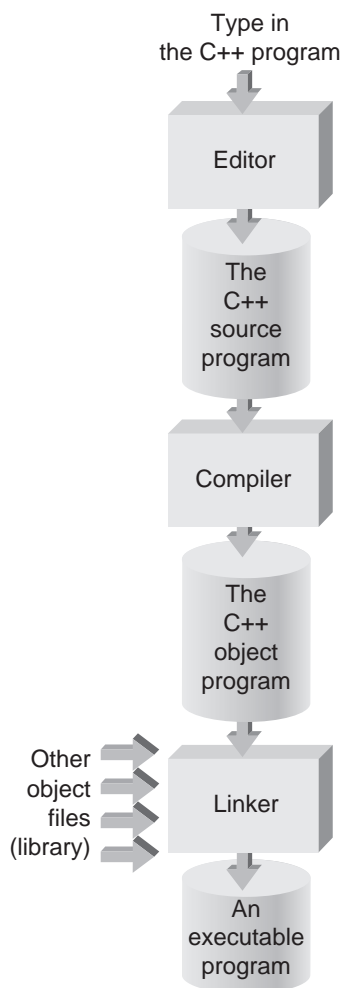 Type in
the C++ program
Editor
The
C++
source
program
Compiler
The
C++
object
program
Other
object
files
(library)
Linker
An
executable
program